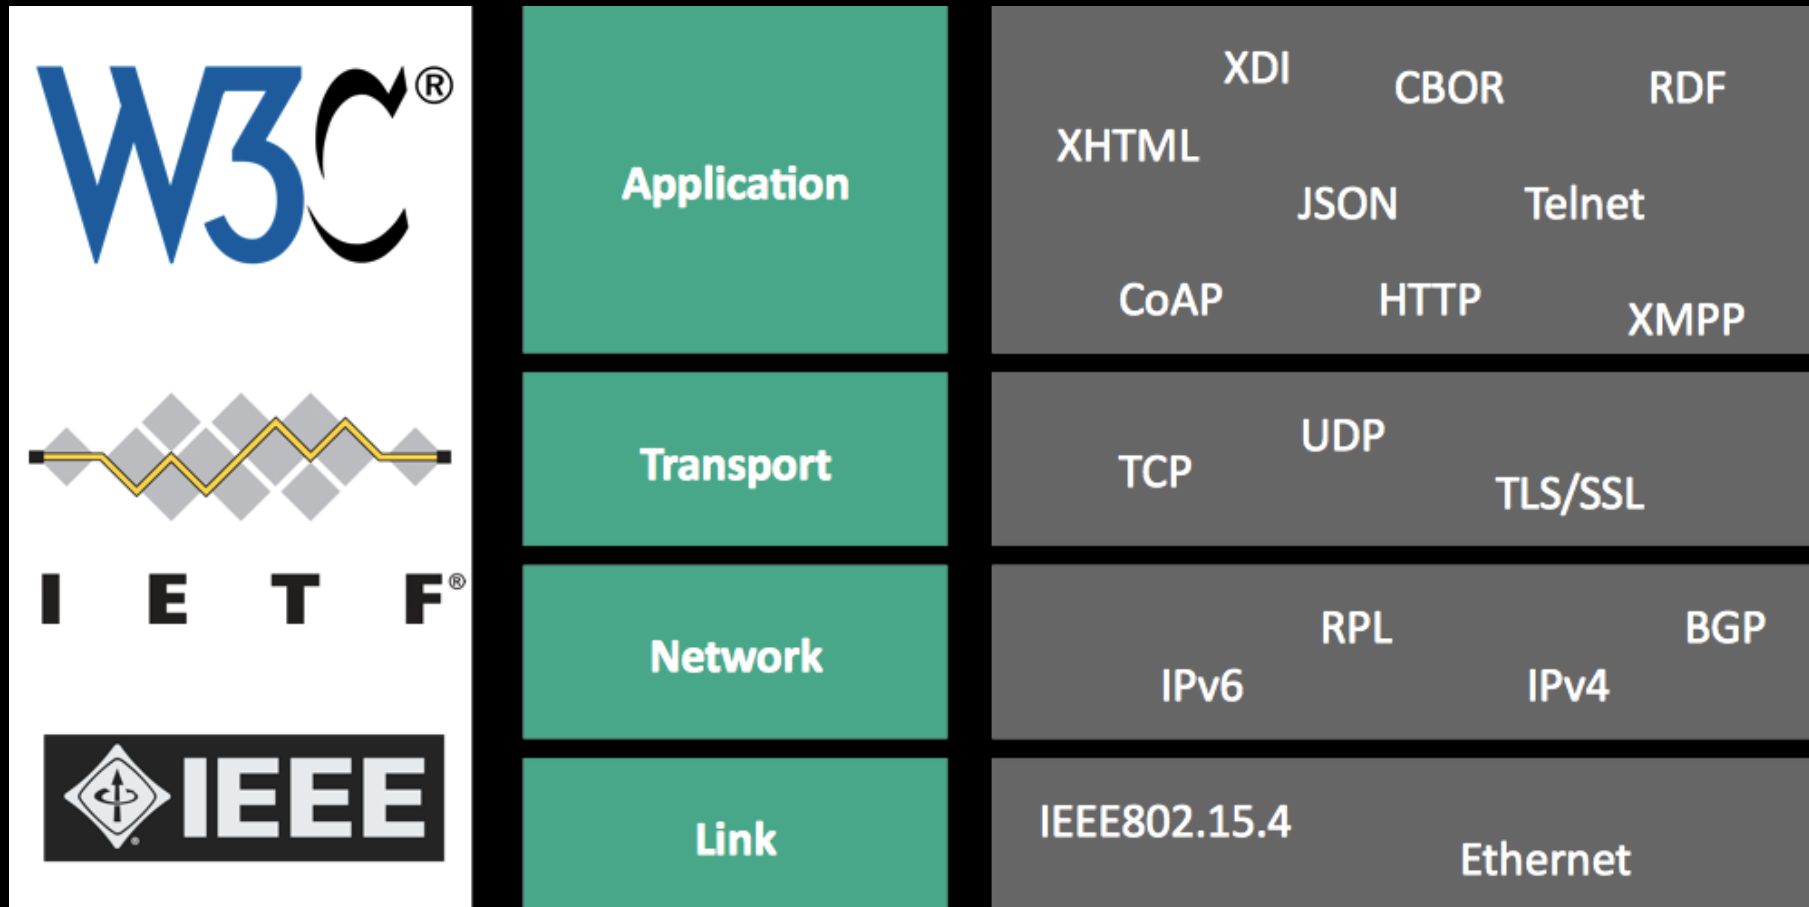 W3C®
I E T F®
IEEE
Application
XDI
CBOR
RDF
XHTML
JSON
Telnet
CoAP
HTTP
XMPP
Transport
UDP
TCP
TLS/SSL
Network
RPL
BGP
IPv6
IPv4
Link
IEEE802.15.4
Ethernet